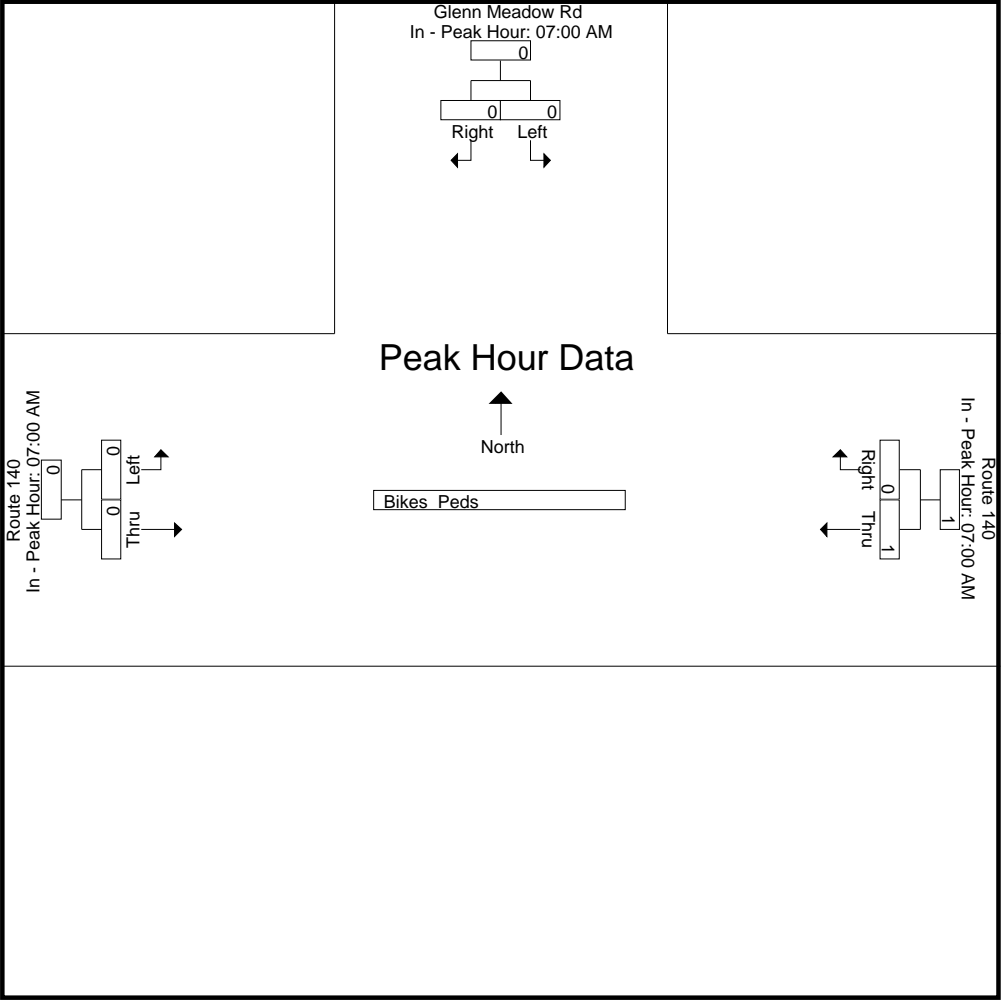 Glenn Meadow Rd
In - Peak Hour: 07:00 AM
0
0 0
Right Left
Peak Hour Data
North
Bikes Peds
Route 140
In - Peak Hour: 07:00 AM
0
0 0
Left Thru
Route 140
In - Peak Hour: 07:00 AM
1
0 1
Right Thru